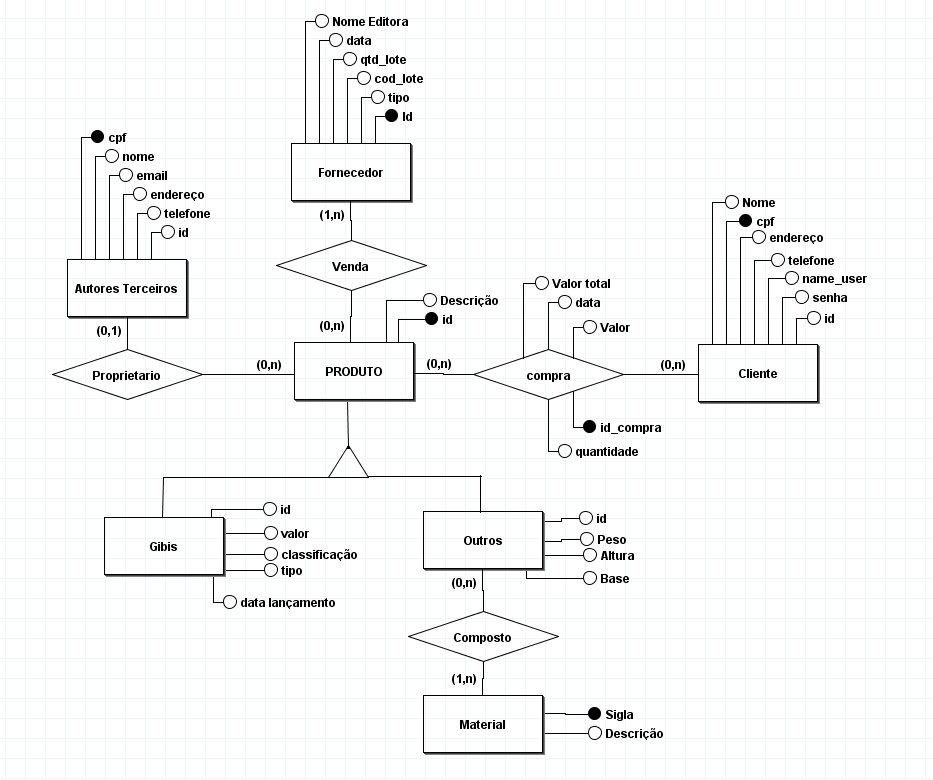 Nome Editora
data
qtd_lote
cod_lote
tipo
Id
Fornecedor
(1,n)
Venda
(0,n)
cpf
nome
email
endereço
telefone
id
Autores Terceiros
(0,1)
Proprietario
(0,n)
Descrição
id
PRODUTO
(0,n)
Valor total
data
Valor
compra
id_compra
quantidade
(0,n)
Nome
cpf
endereço
telefone
name_user
senha
id
Cliente
id
valor
classificação
tipo
data lançamento
Gibis
id
Peso
Altura
Base
Outros
(0,n)
Composto
(1,n)
Material
Sigla
Descrição